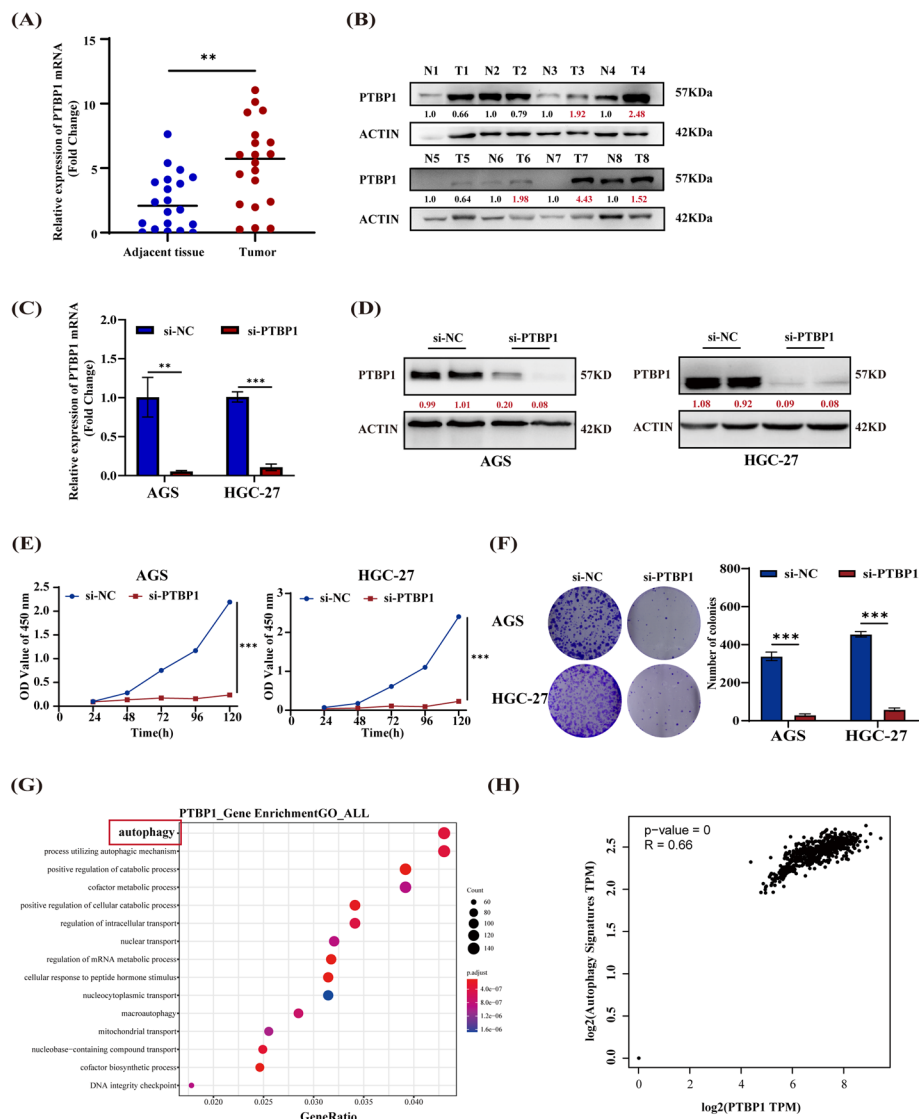 (A)
15
10
5
0
Relative expression of PTBP1 mRNA
(Fold Change)
**
Adjacent tissue Tumor
(B)
N1 T1 N2 T2 N3 T3 N4 T4
PTBP1 57KDa
1.0 0.66 1.0 0.79 1.0 1.92 1.0 2.48
ACTIN 42KDa
N5 T5 N6 T6 N7 T7 N8 T8
PTBP1 57KDa
1.0 0.64 1.0 1.98 1.0 4.43 1.0 1.52
ACTIN 42KDa
(C)
si-NC si-PTBP1
Relative expression of PTBP1 mRNA
(Fold Change)
2.0
1.5
1.0
0.5
0.0
** ***
AGS HGC-27
(D)
si-NC si-PTBP1
PTBP1 57KD
0.99 1.01 0.20 0.08
ACTIN 42KD
AGS
si-NC si-PTBP1
PTBP1 57KD
1.08 0.92 0.09 0.08
ACTIN 42KD
HGC-27
(E)
AGS
si-NC si-PTBP1
OD Value of 450 nm
2.5
2.0
1.5
1.0
0.5
0.0
***
0 24 48 72 96 120
Time(h)
HGC-27
si-NC si-PTBP1
OD Value of 450 nm
3
2
1
0
***
0 24 48 72 96 120
Time(h)
(F)
si-NC si-PTBP1
AGS
HGC-27
si-NC si-PTBP1
Number of colonies
800
600
400
200
0
*** ***
AGS HGC-27
(G)
PTBP1_Gene EnrichmentGO_ALL
autophagy
process utilizing autophagic mechanism
positive regulation of catabolic process
cofactor metabolic process
positive regulation of cellular catabolic process
regulation of intracellular transport
nuclear transport
regulation of mRNA metabolic process
cellular response to peptide hormone stimulus
nucleocytoplasmic transport
macroautophagy
mitochondrial transport
nucleobase-containing compound transport
cofactor biosynthetic process
DNA integrity checkpoint
0.020 0.025 0.030 0.035 0.040
GeneRatio
Count
60
80
100
120
140
p.adjust
4.0e-07
8.0e-07
1.2e-06
1.6e-06
(H)
p-value = 0
R = 0.66
log2(Autophagy Signatures TPM)
2.5
2.0
1.5
1.0
0.5
0.0
0 2 4 6 8
log2(PTBP1 TPM)